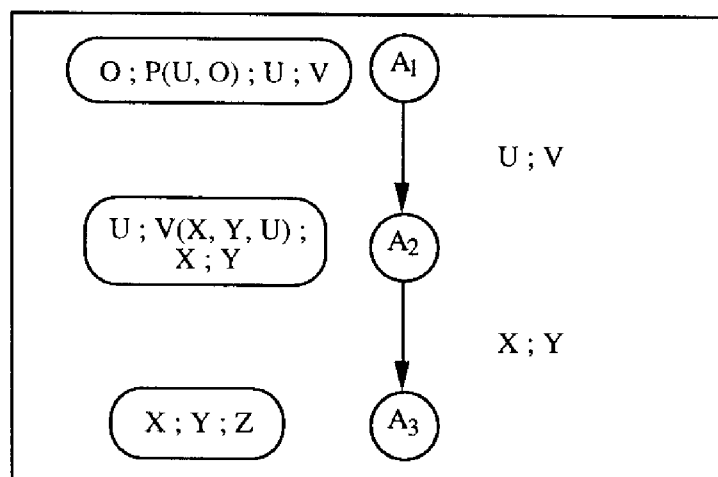 O ; P(U, O) ; U ; V
A1
U ; V
U ; V(X, Y, U) ;
X ; Y
A2
X ; Y
X ; Y ; Z
A3